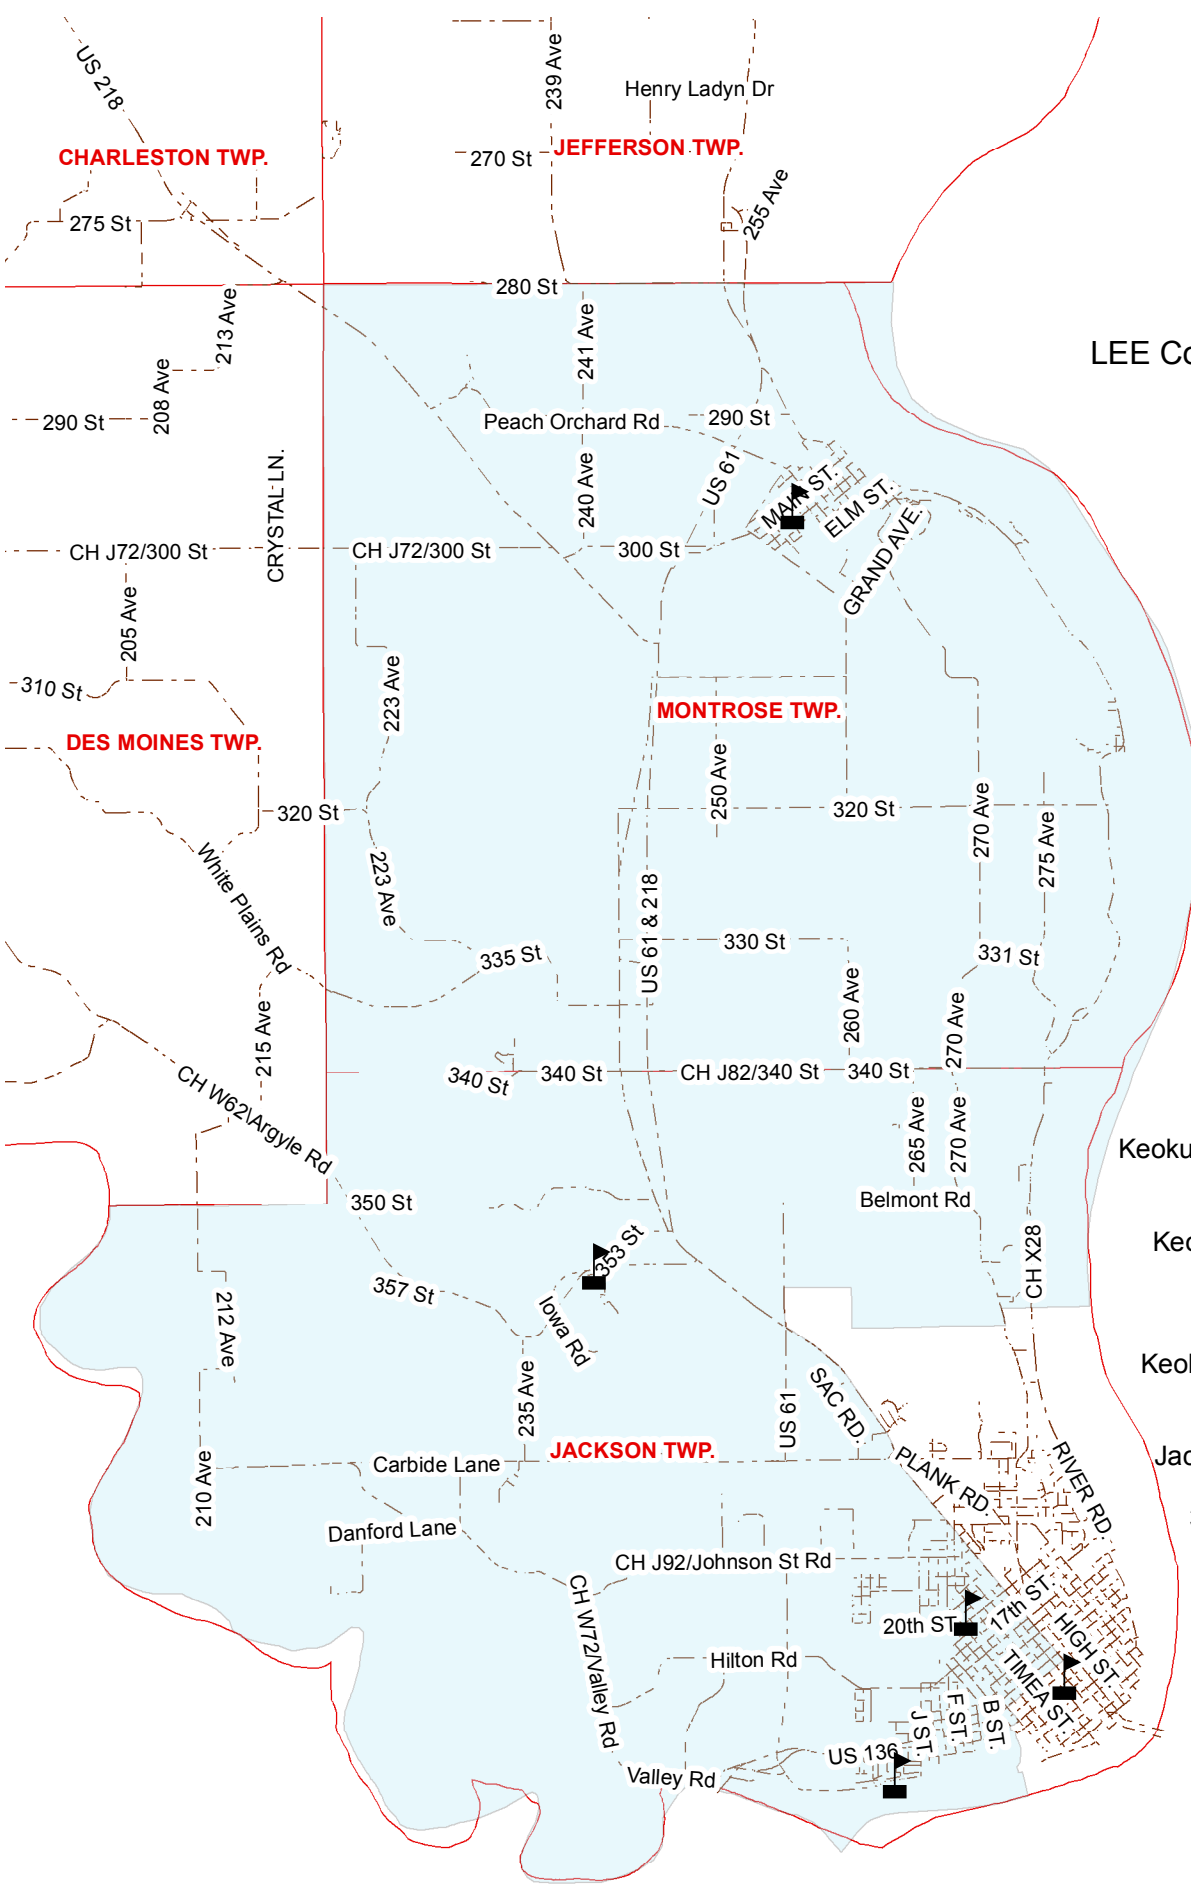 US 218
239 Ave
Henry Ladyn Dr
CHARLESTON TWP.
270 St
JEFFERSON TWP.
255 Ave
275 St
280 St
213 Ave
241 Ave
LEE Co
208 Ave
290 St
Peach Orchard Rd
290 St
US 61
240 Ave
CRYSTAL LN.
MAIN ST.
ELM ST.
GRAND AVE.
CH J72/300 St
CH J72/300 St
300 St
205 Ave
310 St
223 Ave
DES MOINES TWP.
MONTROSE TWP.
250 Ave
320 St
320 St
270 Ave
275 Ave
White Plains Rd
223 Ave
US 61 & 218
335 St
330 St
331 St
215 Ave
260 Ave
270 Ave
CH W62\Argyle Rd
340 St
340 St
CH J82/340 St
340 St
265 Ave
270 Ave
Keoku
350 St
Belmont Rd
353 St
CH X28
Keo
212 Ave
357 St
Iowa Rd
Keo
235 Ave
US 61
SAC RD.
JACKSON TWP.
Carbide Lane
PLANK RD.
RIVER RD.
Jac
210 Ave
Danford Lane
CH J92/Johnson St Rd
CH W72/Valley Rd
20th ST
17th ST.
HIGH ST.
TIMEA ST.
Hilton Rd
J ST.
F ST.
B ST.
US 136
Valley Rd